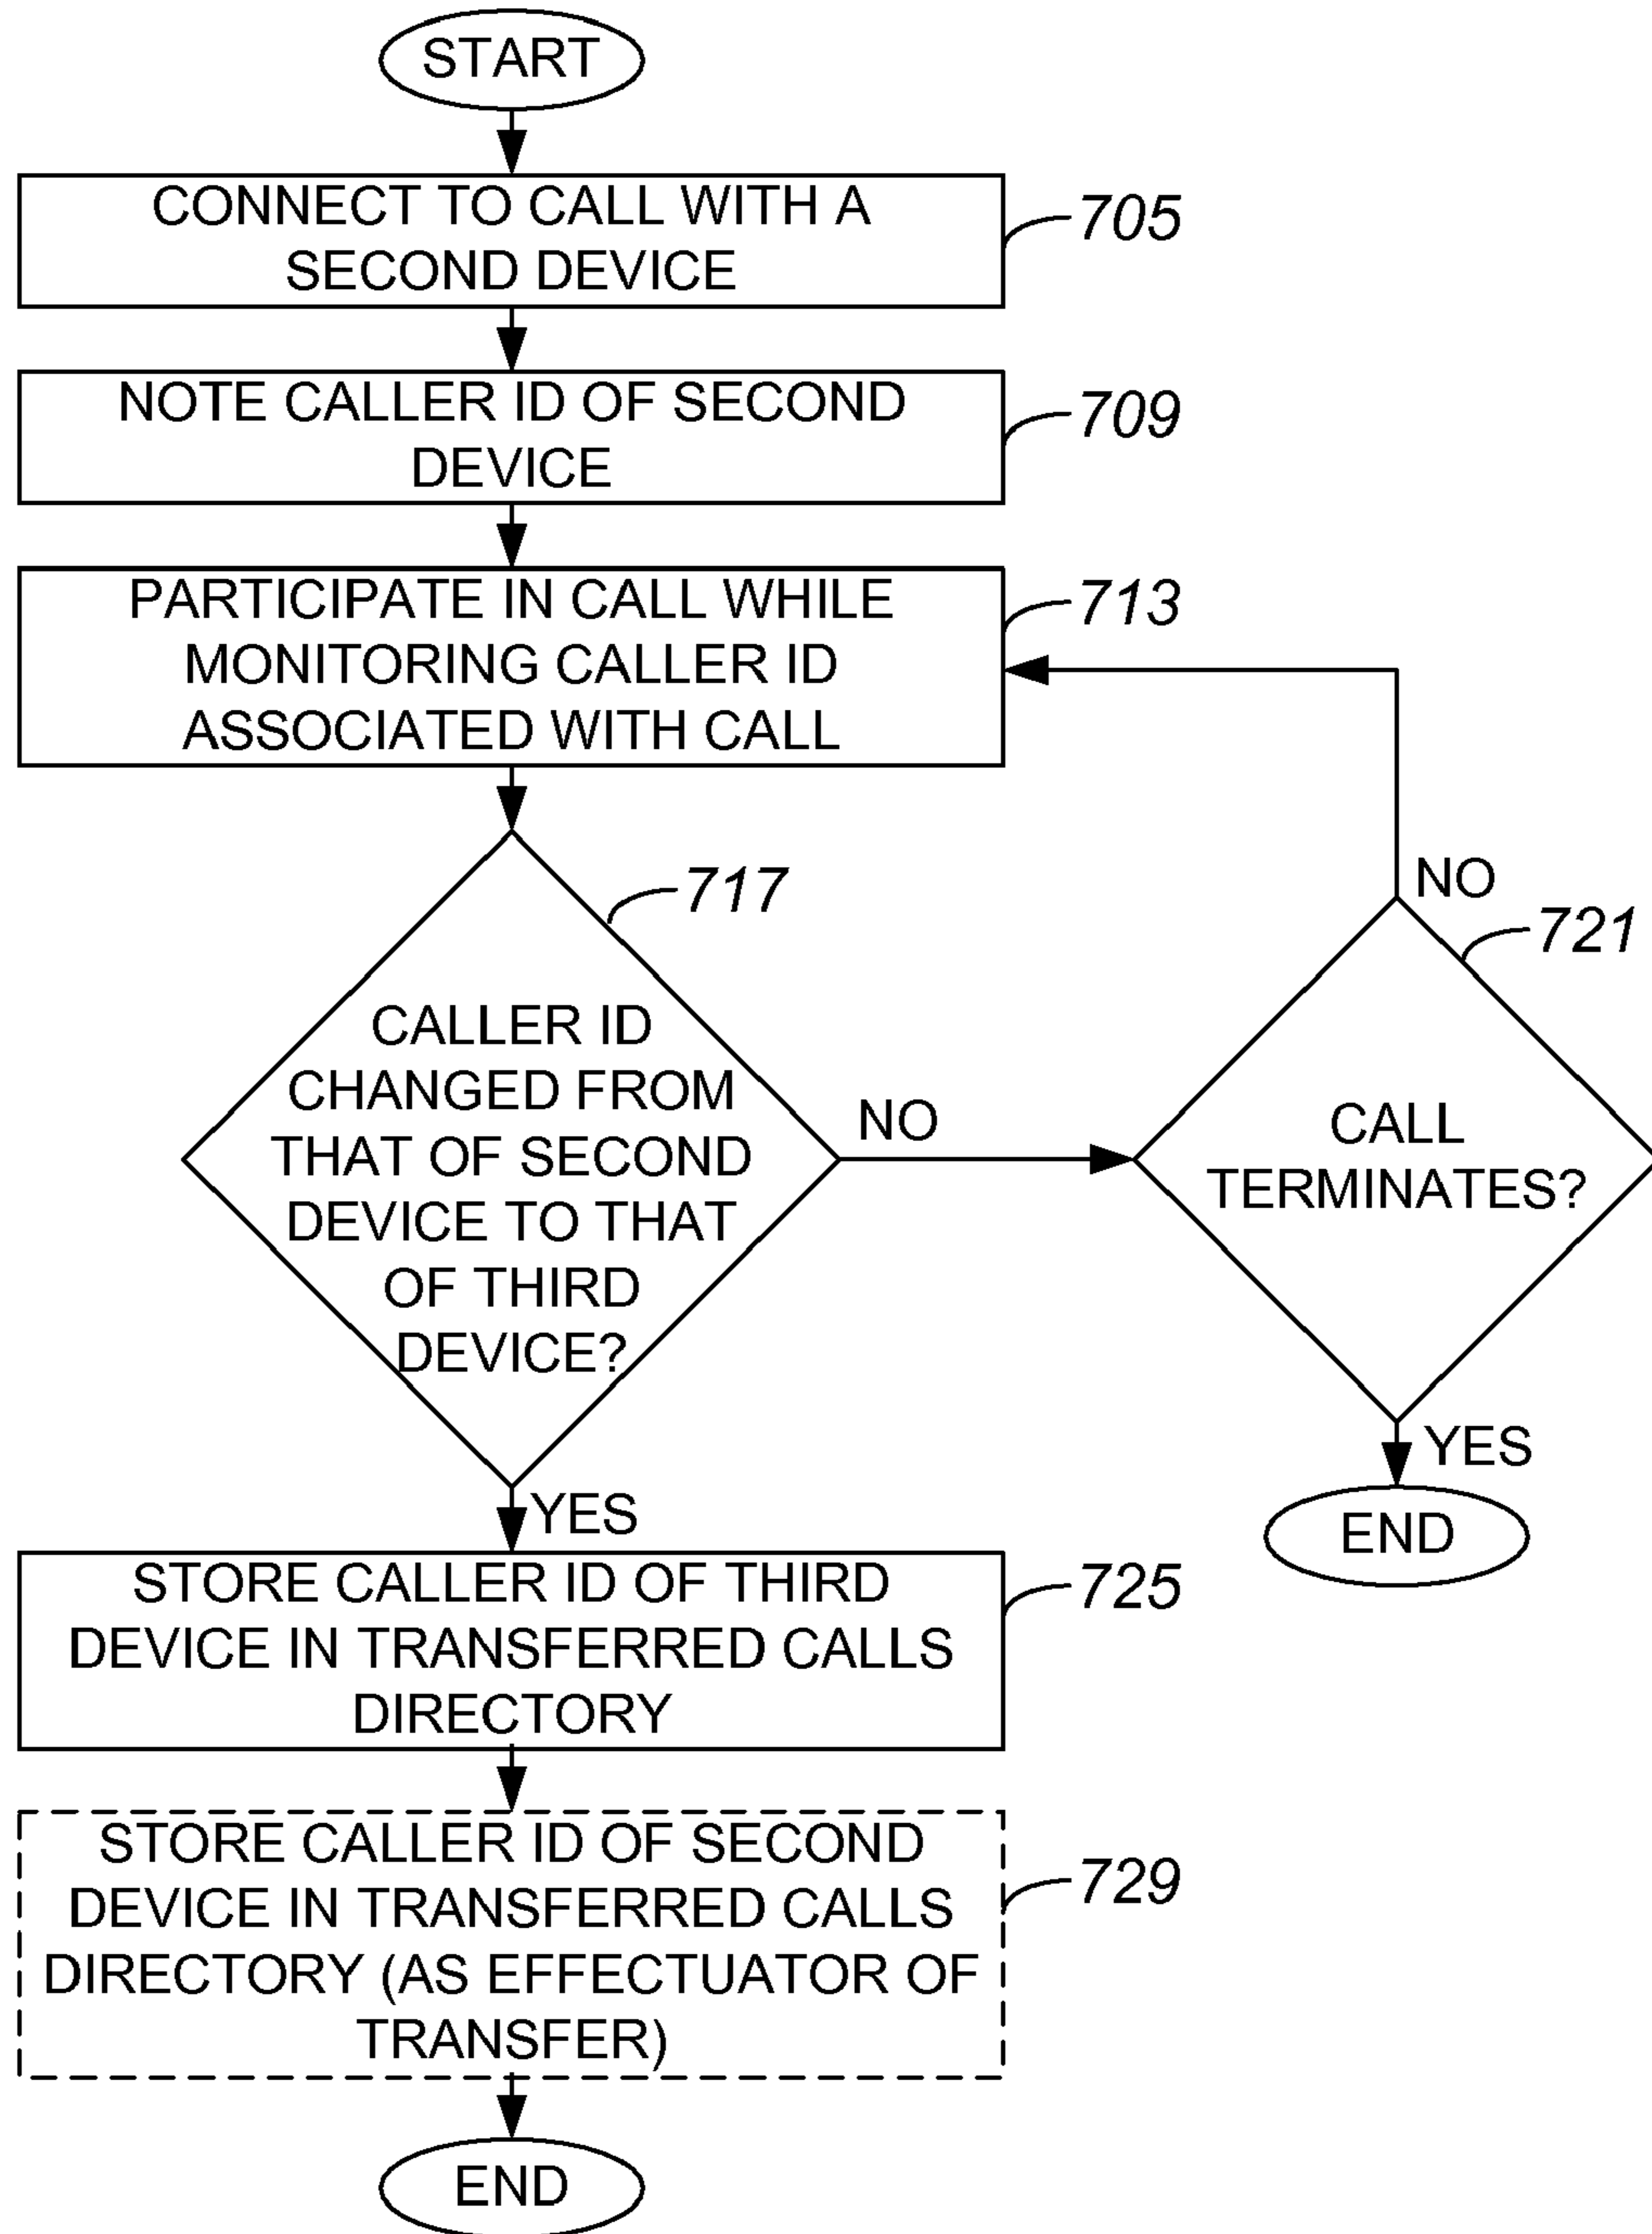 START
CONNECT TO CALL WITH A
SECOND DEVICE
705
NOTE CALLER ID OF SECOND
DEVICE
709
PARTICIPATE IN CALL WHILE
MONITORING CALLER ID
ASSOCIATED WITH CALL
713
717
CALLER ID
CHANGED FROM
THAT OF SECOND
DEVICE TO THAT
OF THIRD
DEVICE?
NO
NO
721
CALL
TERMINATES?
YES
END
YES
STORE CALLER ID OF THIRD
DEVICE IN TRANSFERRED CALLS
DIRECTORY
725
STORE CALLER ID OF SECOND
DEVICE IN TRANSFERRED CALLS
DIRECTORY (AS EFFECTUATOR OF
TRANSFER)
729
END